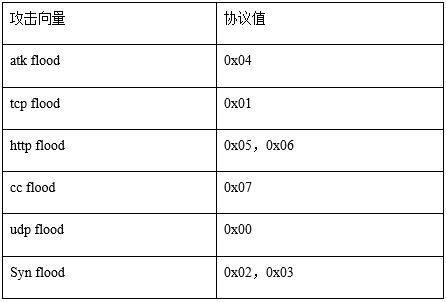 攻击向量 协议值
atk flood 0x04
tcp flood 0x01
http flood 0x05，0x06
cc flood 0x07
udp flood 0x00
Syn flood 0x02，0x03